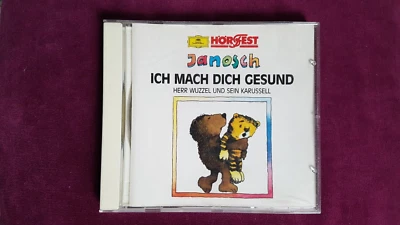 HÖRFEST
Janosch
ICH MACH DICH GESUND
HERR WUZZEL UND SEIN KARUSSELL